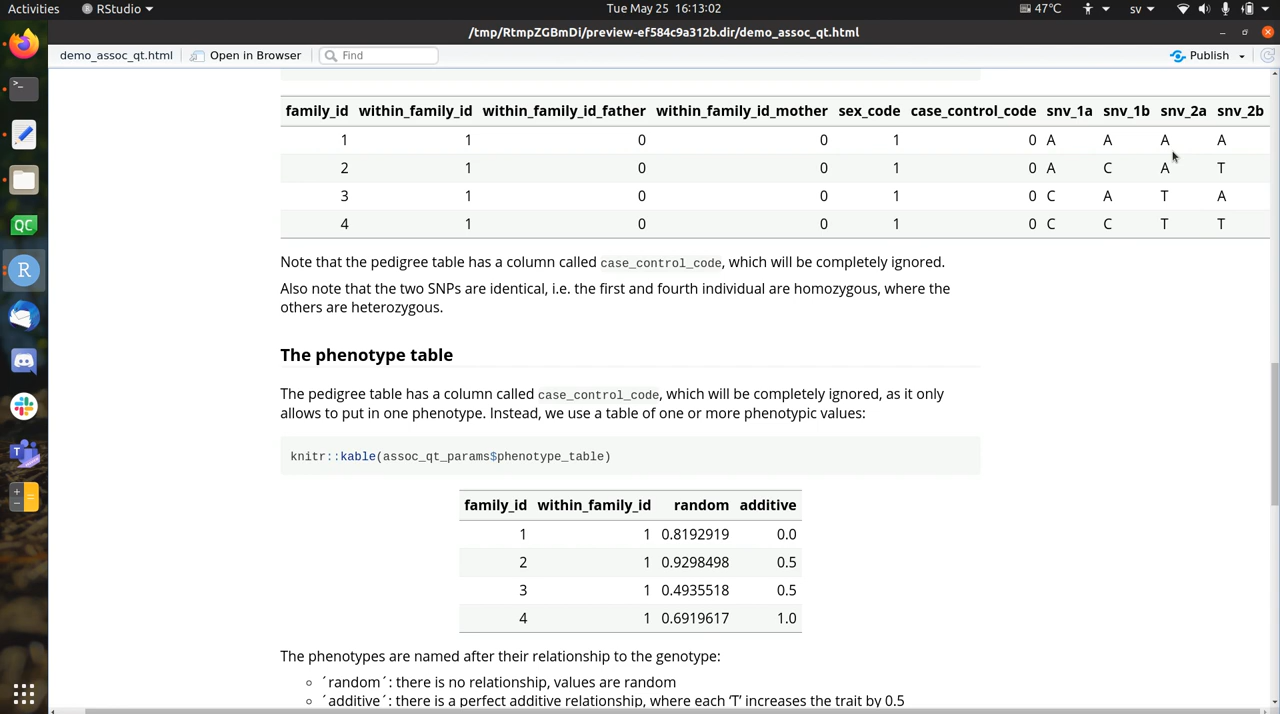 Activities RStudio Tue May 25 16:13:02 47°C sv
/tmp/RtmpZGBmDi/preview-ef584c9a312b.dir/demo_assoc_qt.html
demo_assoc_qt.html Open in Browser Find Publish
family_id within_family_id within_family_id_father within_family_id_mother sex_code case_control_code snv_1a snv_1b snv_2a snv_2b
1 1 0 0 1 0 A A A A
2 1 0 0 1 0 A C A T
3 1 0 0 1 0 C A T A
4 1 0 0 1 0 C C T T
Note that the pedigree table has a column called case_control_code, which will be completely ignored.
Also note that the two SNPs are identical, i.e. the first and fourth individual are homozygous, where the
others are heterozygous.
The phenotype table
The pedigree table has a column called case_control_code, which will be completely ignored, as it only
allows to put in one phenotype. Instead, we use a table of one or more phenotypic values:
knitr::kable(assoc_qt_params$phenotype_table)
family_id within_family_id random additive
1 1 0.8192919 0.0
2 1 0.9298498 0.5
3 1 0.4935518 0.5
4 1 0.6919617 1.0
The phenotypes are named after their relationship to the genotype:
´random´: there is no relationship, values are random
´additive´: there is a perfect additive relationship, where each ‘T’ increases the trait by 0.5
QC
R